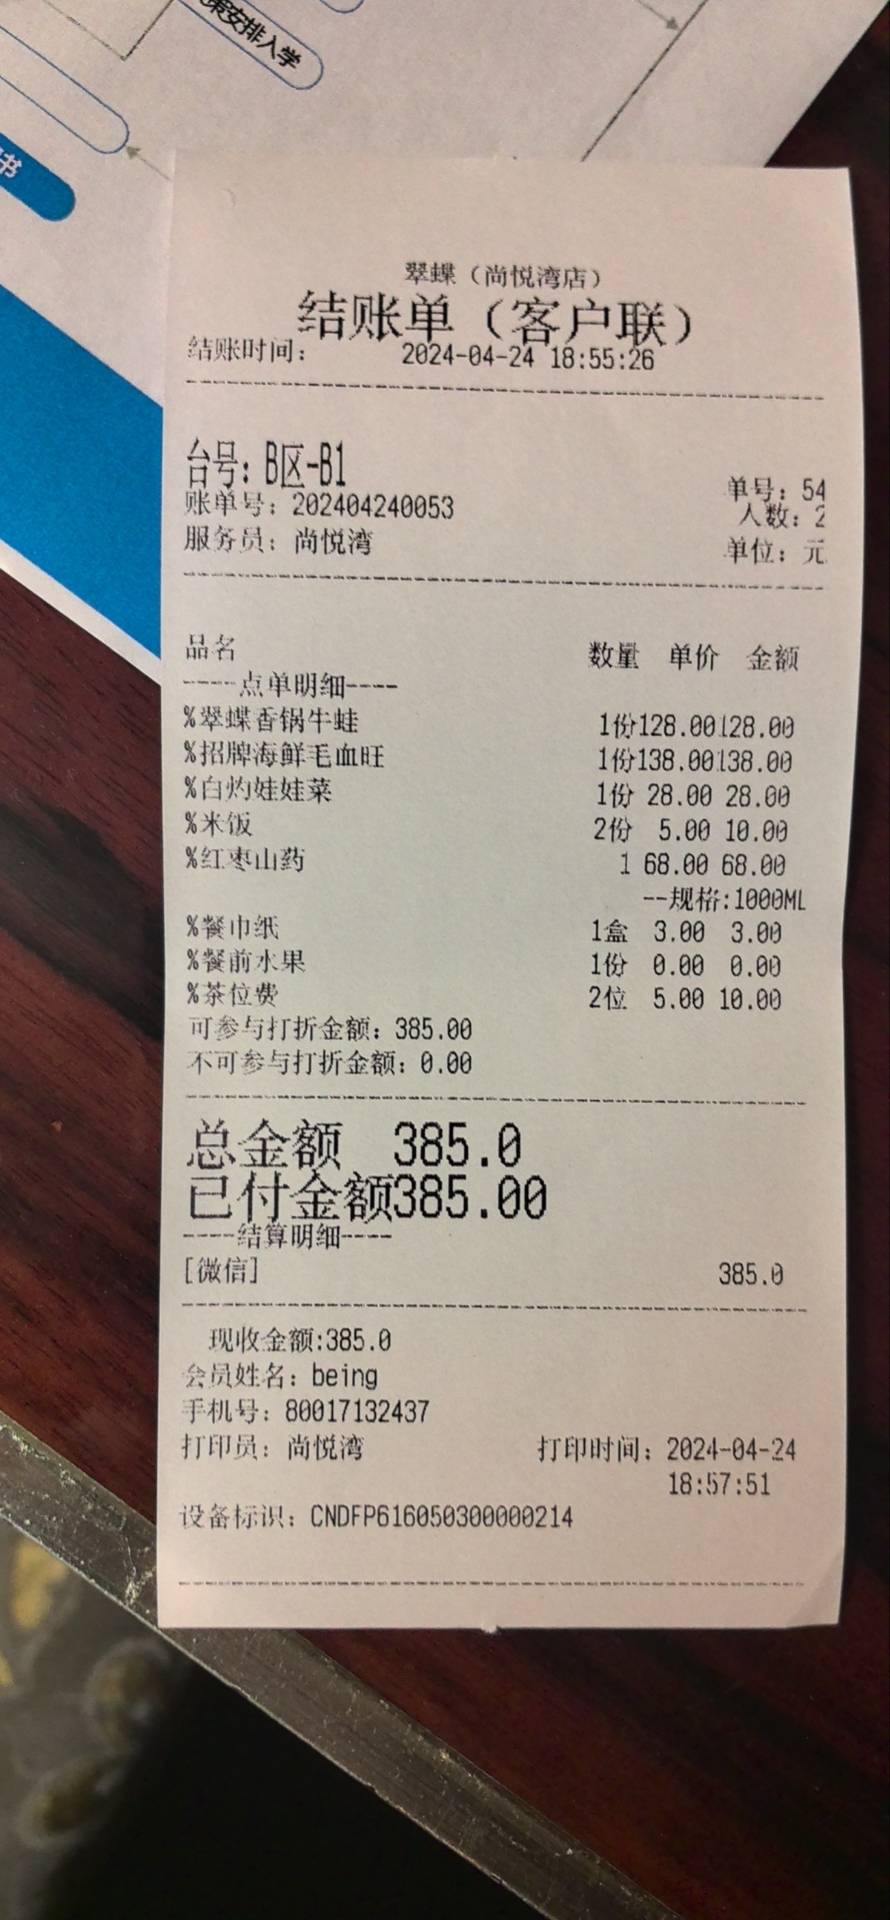 策安排入学
书
翠蝶（尚悦湾店）
结账单（客户联）
结账时间： 2024-04-24 18:55:26
台号：B区-B1
单号：54
账单号：202404240053
人数：2
服务员：尚悦湾
单位：元
品名 数量 单价 金额
----点单明细----
%翠蝶香锅牛蛙 1份128.00128.00
%招牌海鲜毛血旺 1份138.00138.00
%白灼娃娃菜 1份 28.00 28.00
%米饭 2份 5.00 10.00
%红枣山药 1 68.00 68.00
--规格:1000ML
%餐巾纸 1盒 3.00 3.00
%餐前水果 1份 0.00 0.00
%茶位费 2位 5.00 10.00
可参与打折金额：385.00
不可参与打折金额：0.00
总金额 385.0
已付金额385.00
----结算明细----
[微信] 385.0
现收金额:385.0
会员姓名：being
手机号：80017132437
打印员：尚悦湾 打印时间：2024-04-24
18:57:51
设备标识：CNDFP616050300000214